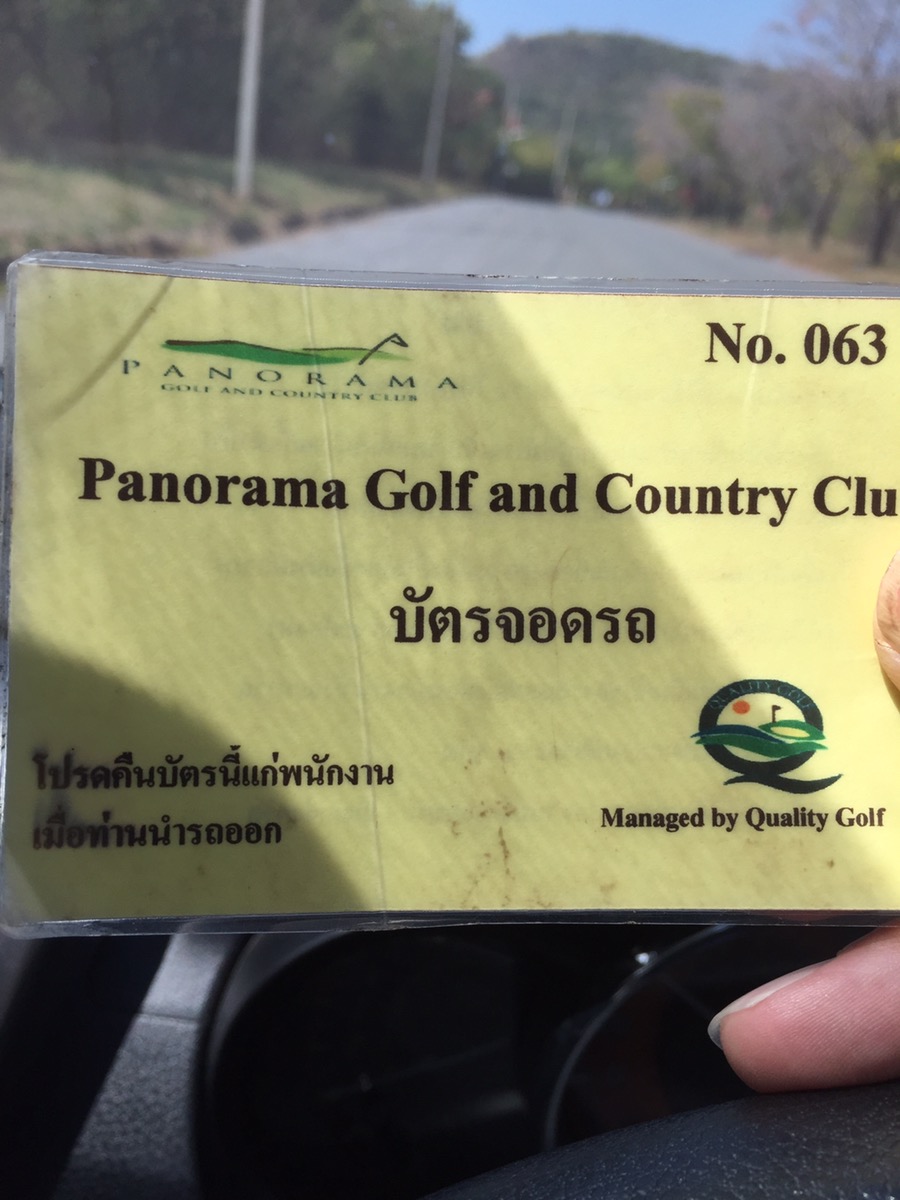 PANORAMA
GOLF AND COUNTRY CLUB
No. 063
Panorama Golf and Country Clu
บัตรจอดรถ
QUALITY GOLF
โปรดคืนบัตรนี้แก่พนักงาน
เมื่อท่านนำรถออก
Managed by Quality Golf